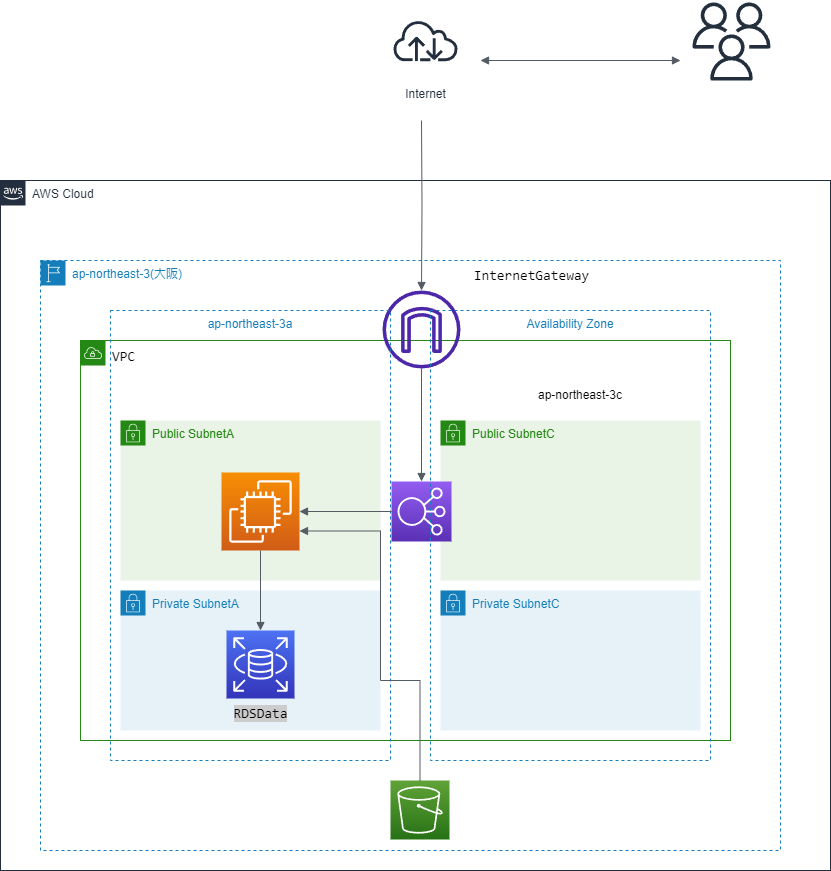 Internet
aws
AWS Cloud
ap-northeast-3(大阪)
InternetGateway
ap-northeast-3a
Availability Zone
VPC
ap-northeast-3c
Public SubnetA
Public SubnetC
Private SubnetA
Private SubnetC
RDSData